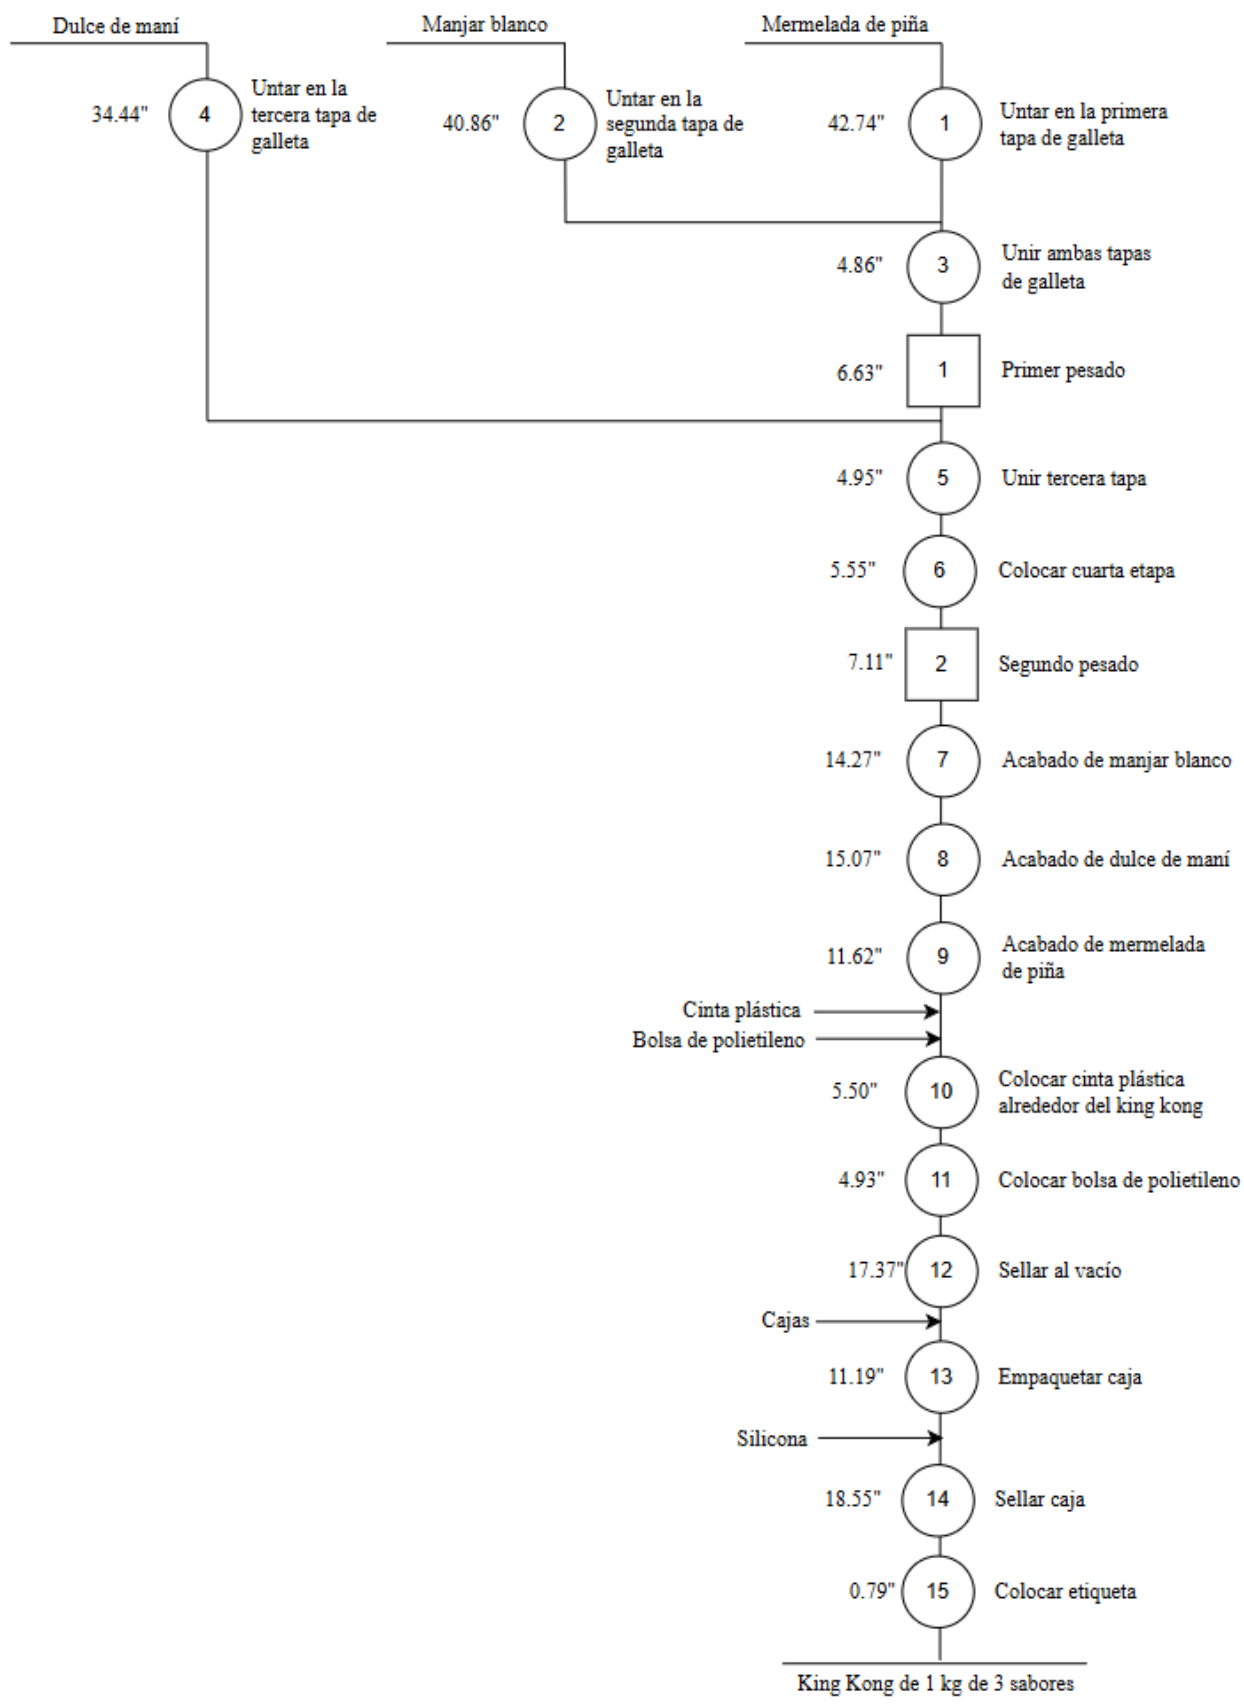 Dulce de maní
Manjar blanco
Mermelada de piña
34.44"
4
Untar en la
tercera tapa de
galleta
40.86"
2
Untar en la
segunda tapa de
galleta
42.74"
1
Untar en la primera
tapa de galleta
4.86"
3
Unir ambas tapas
de galleta
6.63"
1
Primer pesado
4.95"
5
Unir tercera tapa
5.55"
6
Colocar cuarta etapa
7.11"
2
Segundo pesado
14.27"
7
Acabado de manjar blanco
15.07"
8
Acabado de dulce de maní
11.62"
9
Acabado de mermelada
de piña
Cinta plástica
Bolsa de polietileno
5.50"
10
Colocar cinta plástica
alrededor del king kong
4.93"
11
Colocar bolsa de polietileno
17.37"
12
Sellar al vacío
Cajas
11.19"
13
Empaquetar caja
Silicona
18.55"
14
Sellar caja
0.79"
15
Colocar etiqueta
King Kong de 1 kg de 3 sabores